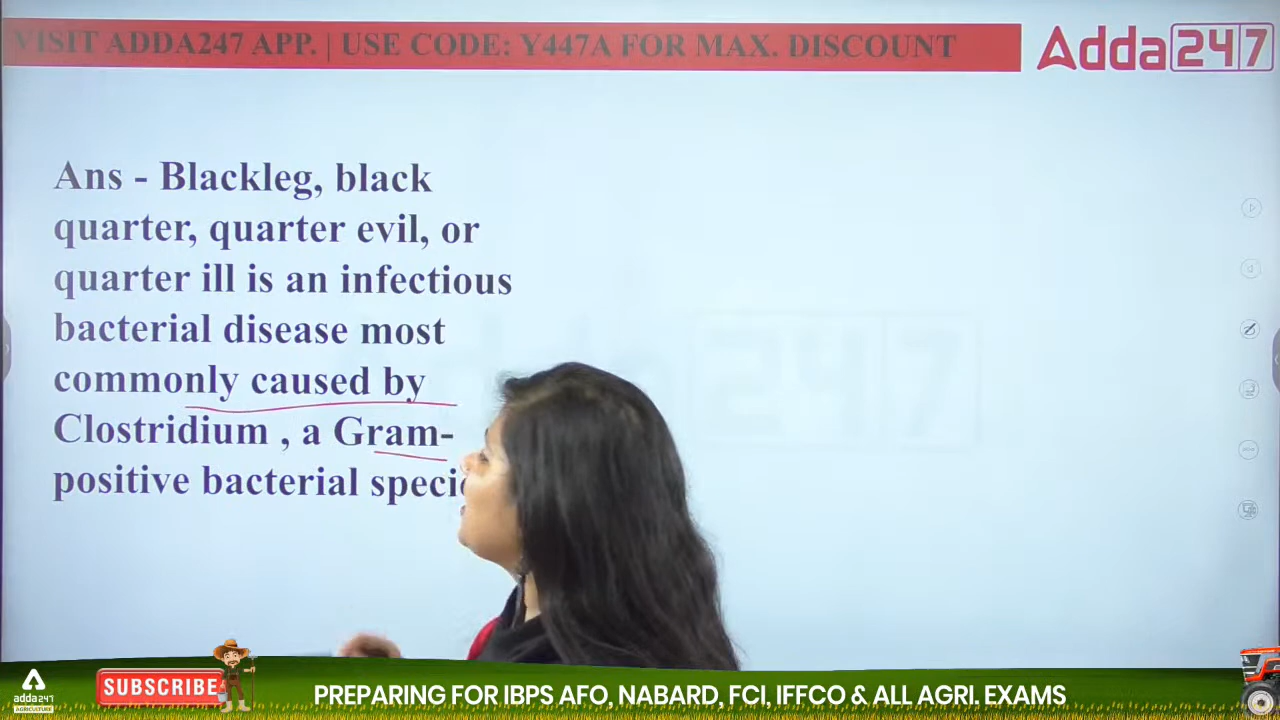 VISIT ADDA247 APP. | USE CODE: Y447A FOR MAX. DISCOUNT
Adda247
Ans - Blackleg, black
quarter, quarter evil, or
quarter ill is an infectious
bacterial disease most
commonly caused by
Clostridium , a Gram-
positive bacterial
adda247
AGRICULTURE
SUBSCRIBE
PREPARING FOR IBPS AFO, NABARD, FCI, IFFCO & ALL AGRI. EXAMS